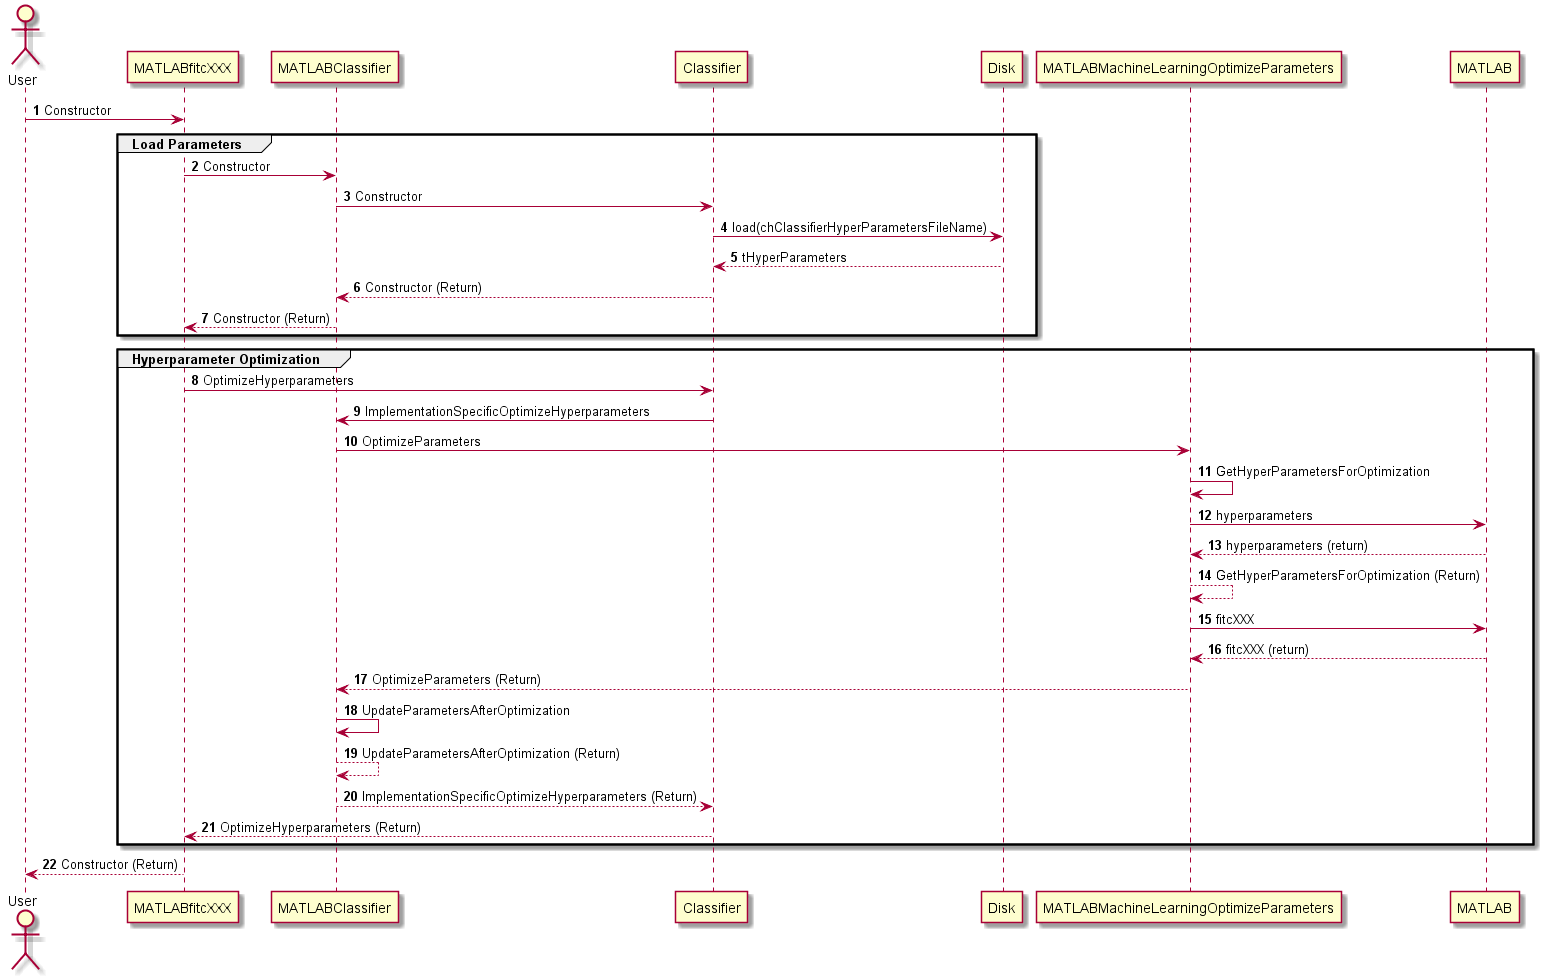 User
MATLABfitcXXX
MATLABClassifier
Classifier
Disk
MATLABMachineLearningOptimizeParameters
MATLAB
1 Constructor
Load Parameters
2 Constructor
3 Constructor
4 load(chClassifierHyperParametersFileName)
5 tHyperParameters
6 Constructor (Return)
7 Constructor (Return)
Hyperparameter Optimization
8 OptimizeHyperparameters
9 ImplementationSpecificOptimizeHyperparameters
10 OptimizeParameters
11 GetHyperParametersForOptimization
12 hyperparameters
13 hyperparameters (return)
14 GetHyperParametersForOptimization (Return)
15 fitcXXX
16 fitcXXX (return)
17 OptimizeParameters (Return)
18 UpdateParametersAfterOptimization
19 UpdateParametersAfterOptimization (Return)
20 ImplementationSpecificOptimizeHyperparameters (Return)
21 OptimizeHyperparameters (Return)
22 Constructor (Return)
User
MATLABfitcXXX
MATLABClassifier
Classifier
Disk
MATLABMachineLearningOptimizeParameters
MATLAB